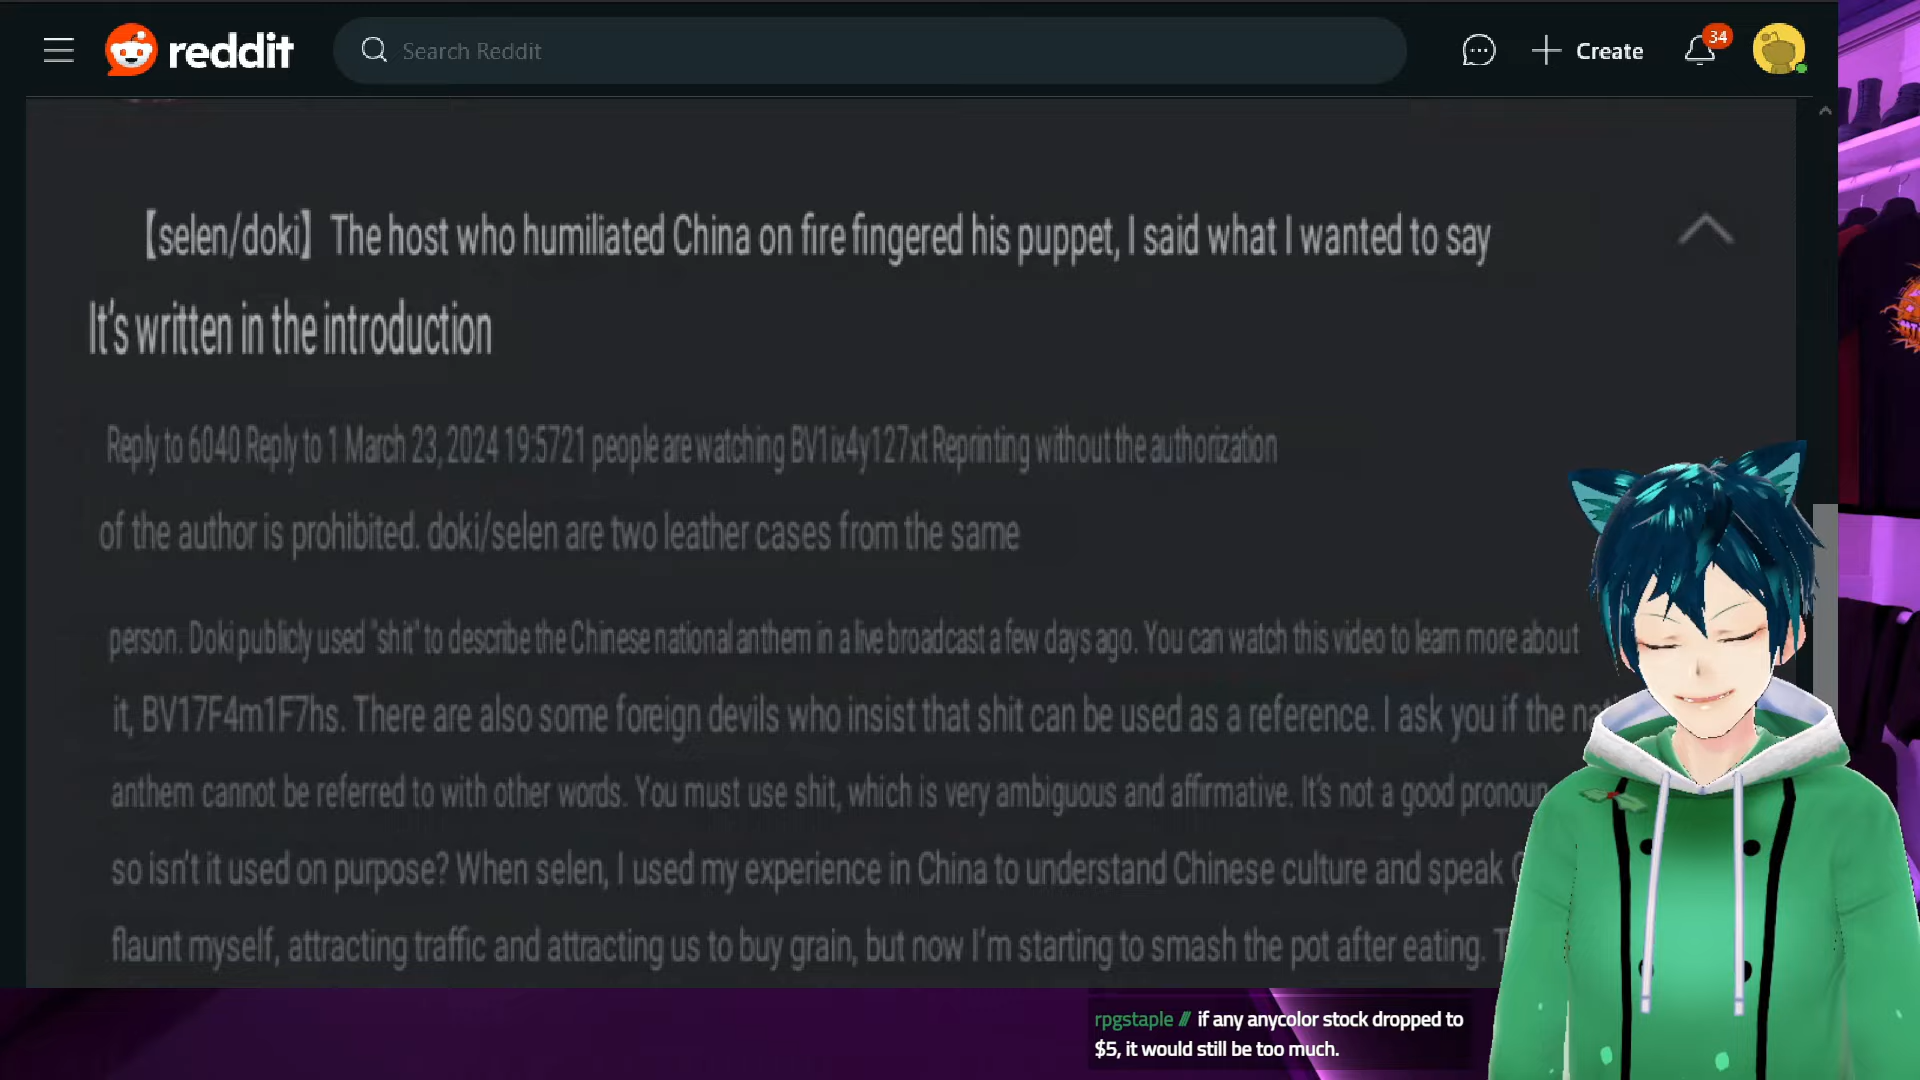 reddit
Search Reddit
Create
34
【selen/doki】The host who humiliated China on fire fingered his puppet, I said what I wanted to say
It's written in the introduction
Reply to 6040 Reply to 1 March 23, 2024 19:5721 people are watching BV1ix4y127xt Reprinting without the authorization
of the author is prohibited. doki/selen are two leather cases from the same
person. Doki publicly used "shit" to describe the Chinese national anthem in a live broadcast a few days ago. You can watch this video to learn more about
it, BV17F4m1F7hs. There are also some foreign devils who insist that shit can be used as a reference. I ask you if the
anthem cannot be referred to with other words. You must use shit, which is very ambiguous and affirmative. It's not a good pronoun
so isn't it used on purpose? When selen, I used my experience in China to understand Chinese culture and speak
flaunt myself, attracting traffic and attracting us to buy grain, but now I'm starting to smash the pot after eating.
rpgstaple // if any anycolor stock dropped to
$5, it would still be too much.